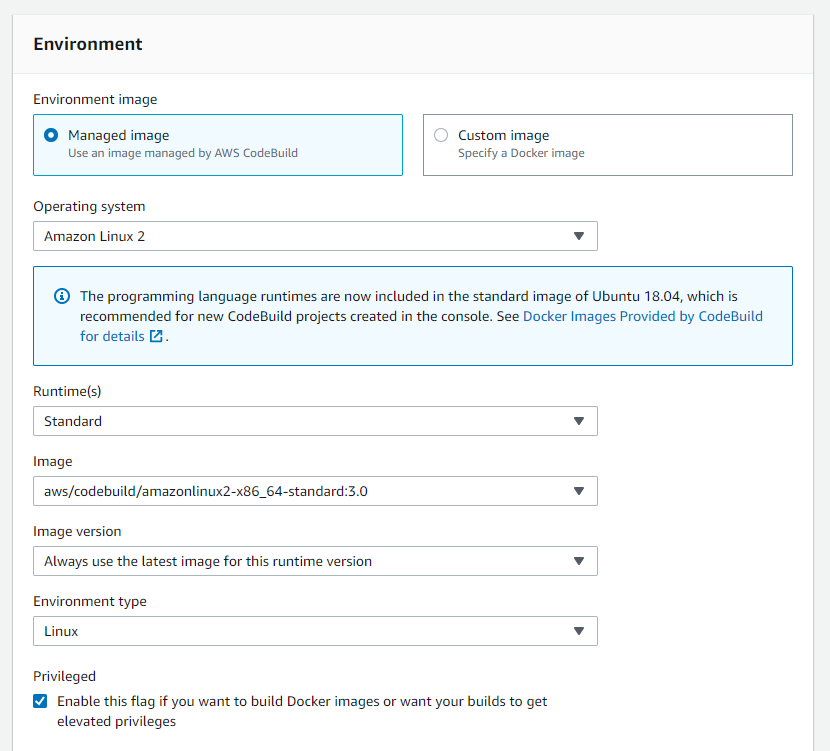 Environment
Environment image
Managed image
Use an image managed by AWS CodeBuild
Custom image
Specify a Docker image
Operating system
Amazon Linux 2
The programming language runtimes are now included in the standard image of Ubuntu 18.04, which is
recommended for new CodeBuild projects created in the console. See Docker Images Provided by CodeBuild
for details .
Runtime(s)
Standard
Image
aws/codebuild/amazonlinux2-x86_64-standard:3.0
Image version
Always use the latest image for this runtime version
Environment type
Linux
Privileged
Enable this flag if you want to build Docker images or want your builds to get
elevated privileges